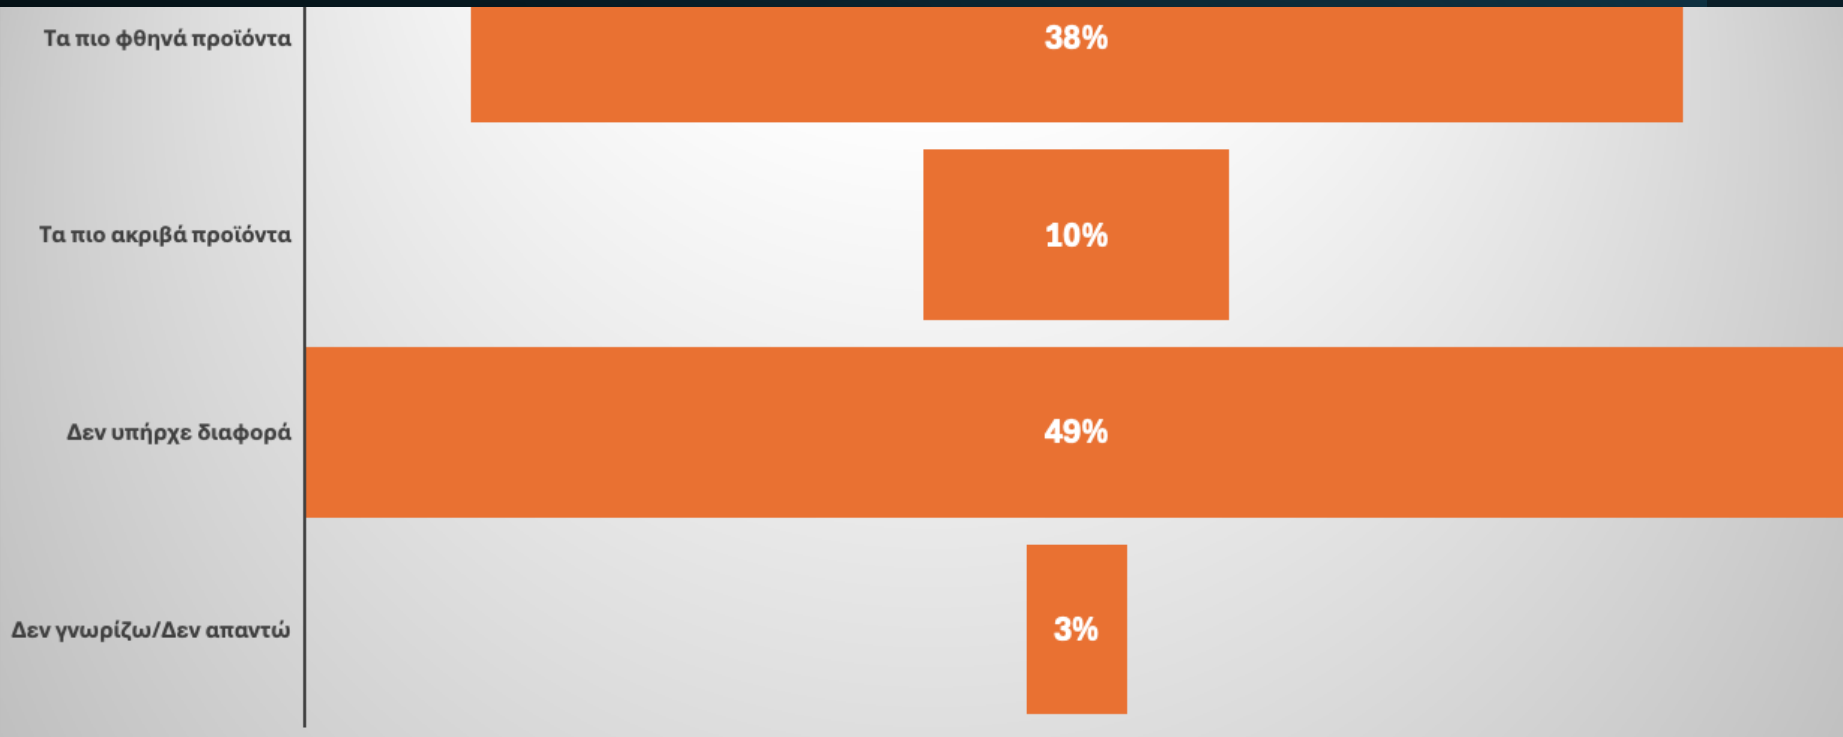 Τα πιο φθηνά προϊόντα 38%
Τα πιο ακριβά προϊόντα 10%
Δεν υπήρχε διαφορά 49%
Δεν γνωρίζω/Δεν απαντώ 3%